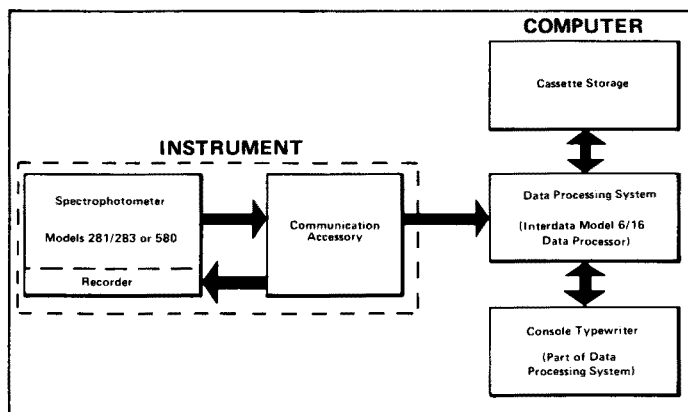 COMPUTER
Cassette Storage
INSTRUMENT
Spectrophotometer
Models 281/283 or 580
Recorder
Communication
Accessory
Data Processing System
(Interdata Model 6/16
Data Processor)
Console Typewriter
(Part of Data
Processing System)